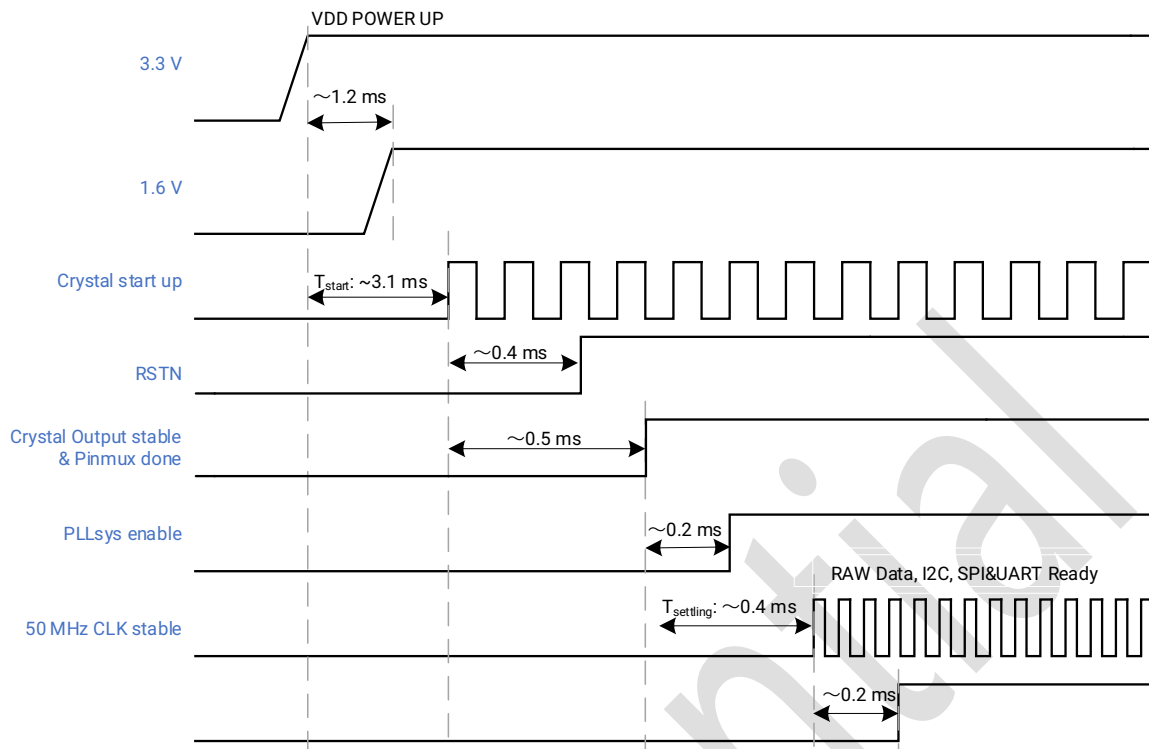 VDD POWER UP
3.3 V
～1.2 ms
1.6 V
Crystal start up
Tstart: ~3.1 ms
～0.4 ms
RSTN
Crystal Output stable
& Pinmux done
～0.5 ms
PLLsys enable
～0.2 ms
RAW Data, I2C, SPI&UART Ready
50 MHz CLK stable
Tsettling: ～0.4 ms
～0.2 ms
ntial